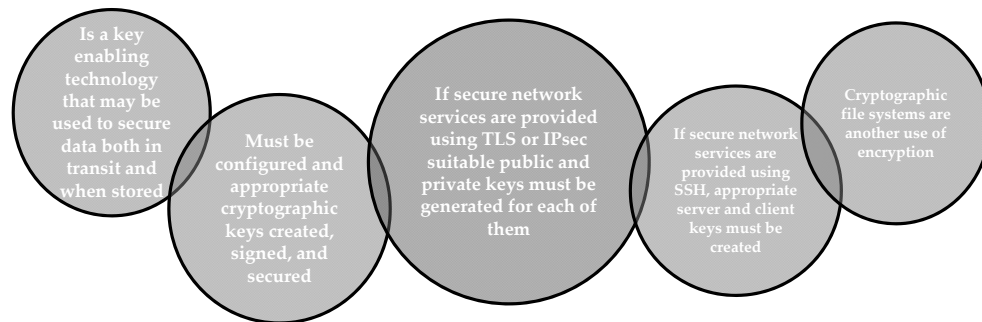 Is a key
enabling
technology
that may be
used to secure
data both in
transit and
when stored
Must be
configured and
appropriate
cryptographic
keys created,
signed, and
secured
If secure network
services are provided
using TLS or IPsec
suitable public and
private keys must be
generated for each of
them
If secure network
services are
provided using
SSH, appropriate
server and client
keys must be
created
Cryptographic
file systems are
another use of
encryption